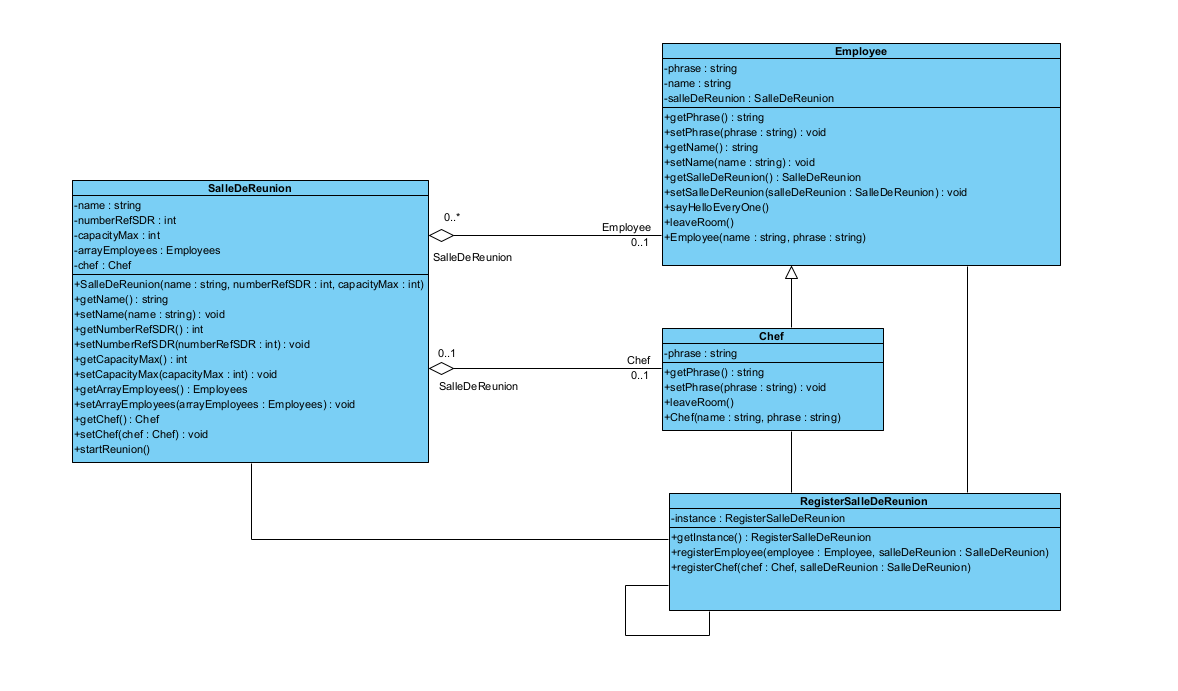 Employee
-phrase : string
-name : string
-salleDeReunion : SalleDeReunion
+getPhrase() : string
+setPhrase(phrase : string) : void
+getName() : string
+setName(name : string) : void
+getSalleDeReunion() : SalleDeReunion
+setSalleDeReunion(salleDeReunion : SalleDeReunion) : void
+sayHelloEveryOne()
+leaveRoom()
+Employee(name : string, phrase : string)
SalleDeReunion
-name : string
-numberRefSDR : int
-capacityMax : int
-arrayEmployees : Employees
-chef : Chef
+SalleDeReunion(name : string, numberRefSDR : int, capacityMax : int)
+getName() : string
+setName(name : string) : void
+getNumberRefSDR() : int
+setNumberRefSDR(numberRefSDR : int) : void
+getCapacityMax() : int
+setCapacityMax(capacityMax : int) : void
+getArrayEmployees() : Employees
+setArrayEmployees(arrayEmployees : Employees) : void
+getChef() : Chef
+setChef(chef : Chef) : void
+startReunion()
0..*
SalleDeReunion
Employee
0..1
0..1
SalleDeReunion
Chef
0..1
Chef
-phrase : string
+getPhrase() : string
+setPhrase(phrase : string) : void
+leaveRoom()
+Chef(name : string, phrase : string)
RegisterSalleDeReunion
-instance : RegisterSalleDeReunion
+getInstance() : RegisterSalleDeReunion
+registerEmployee(employee : Employee, salleDeReunion : SalleDeReunion)
+registerChef(chef : Chef, salleDeReunion : SalleDeReunion)